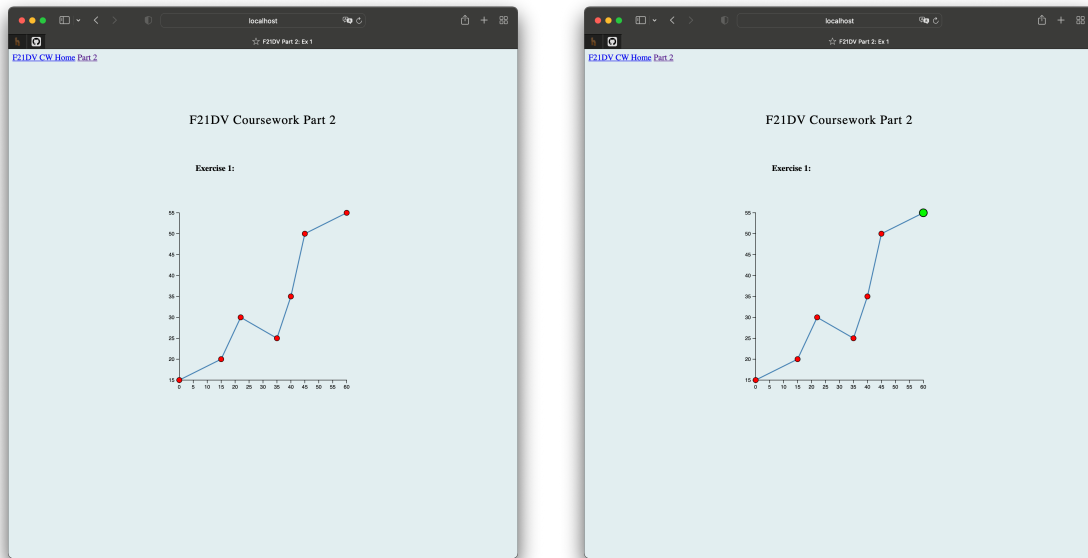 localhost
☆ F21DV Part 2: Ex 1
F21DV CW Home Part 2
F21DV Coursework Part 2
Exercise 1:
55
50
45
40
35
30
25
20
15
0 5 10 15 20 25 30 35 40 45 50 55 60
localhost
☆ F21DV Part 2: Ex 1
F21DV CW Home Part 2
F21DV Coursework Part 2
Exercise 1:
55
50
45
40
35
30
25
20
15
0 5 10 15 20 25 30 35 40 45 50 55 60